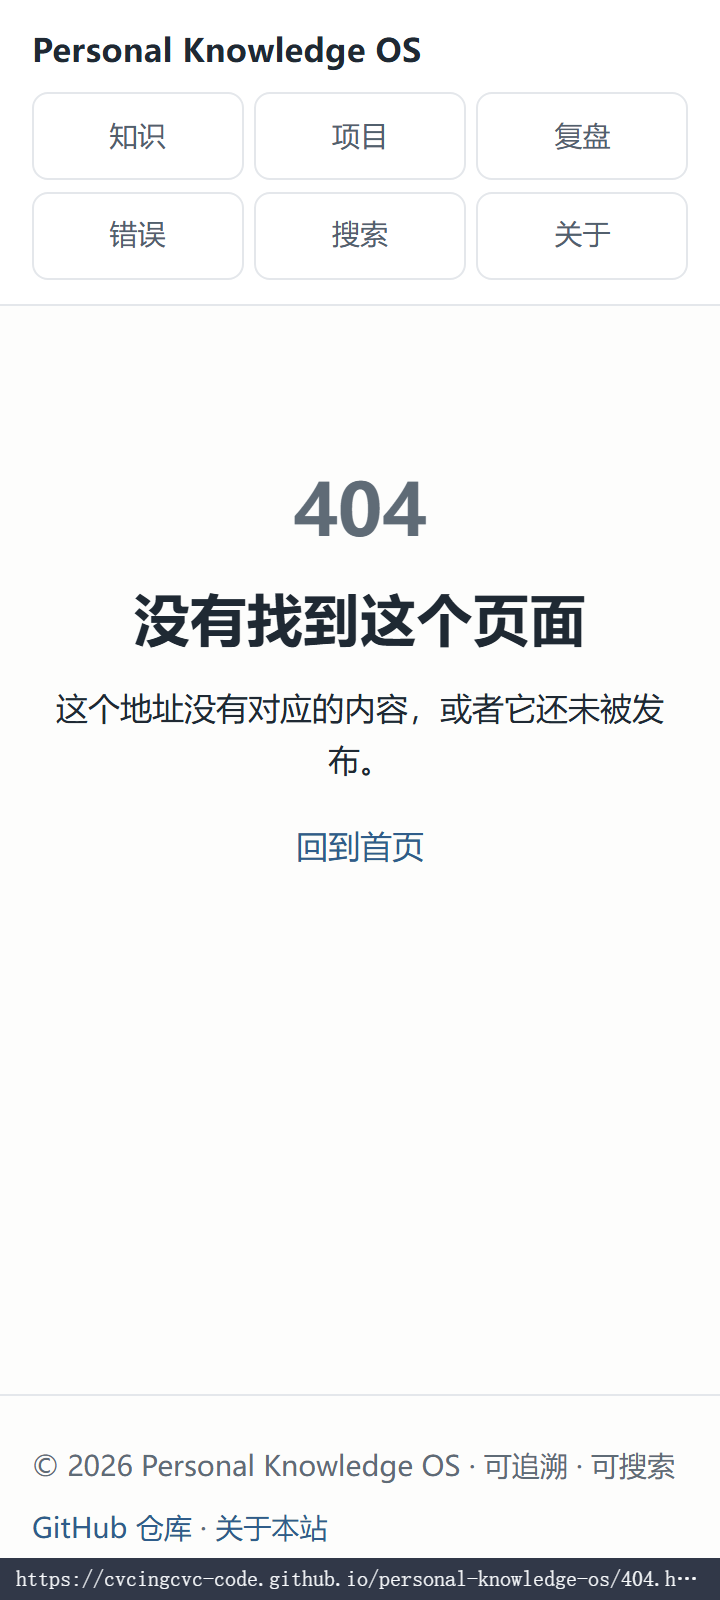 Personal Knowledge OS
知识
项目
复盘
错误
搜索
关于
404
没有找到这个页面
这个地址没有对应的内容，或者它还未被发
布。
回到首页
© 2026 Personal Knowledge OS · 可追溯 · 可搜索
GitHub 仓库 · 关于本站
https://cvcingcvc-code.github.io/personal-knowledge-os/404.h…